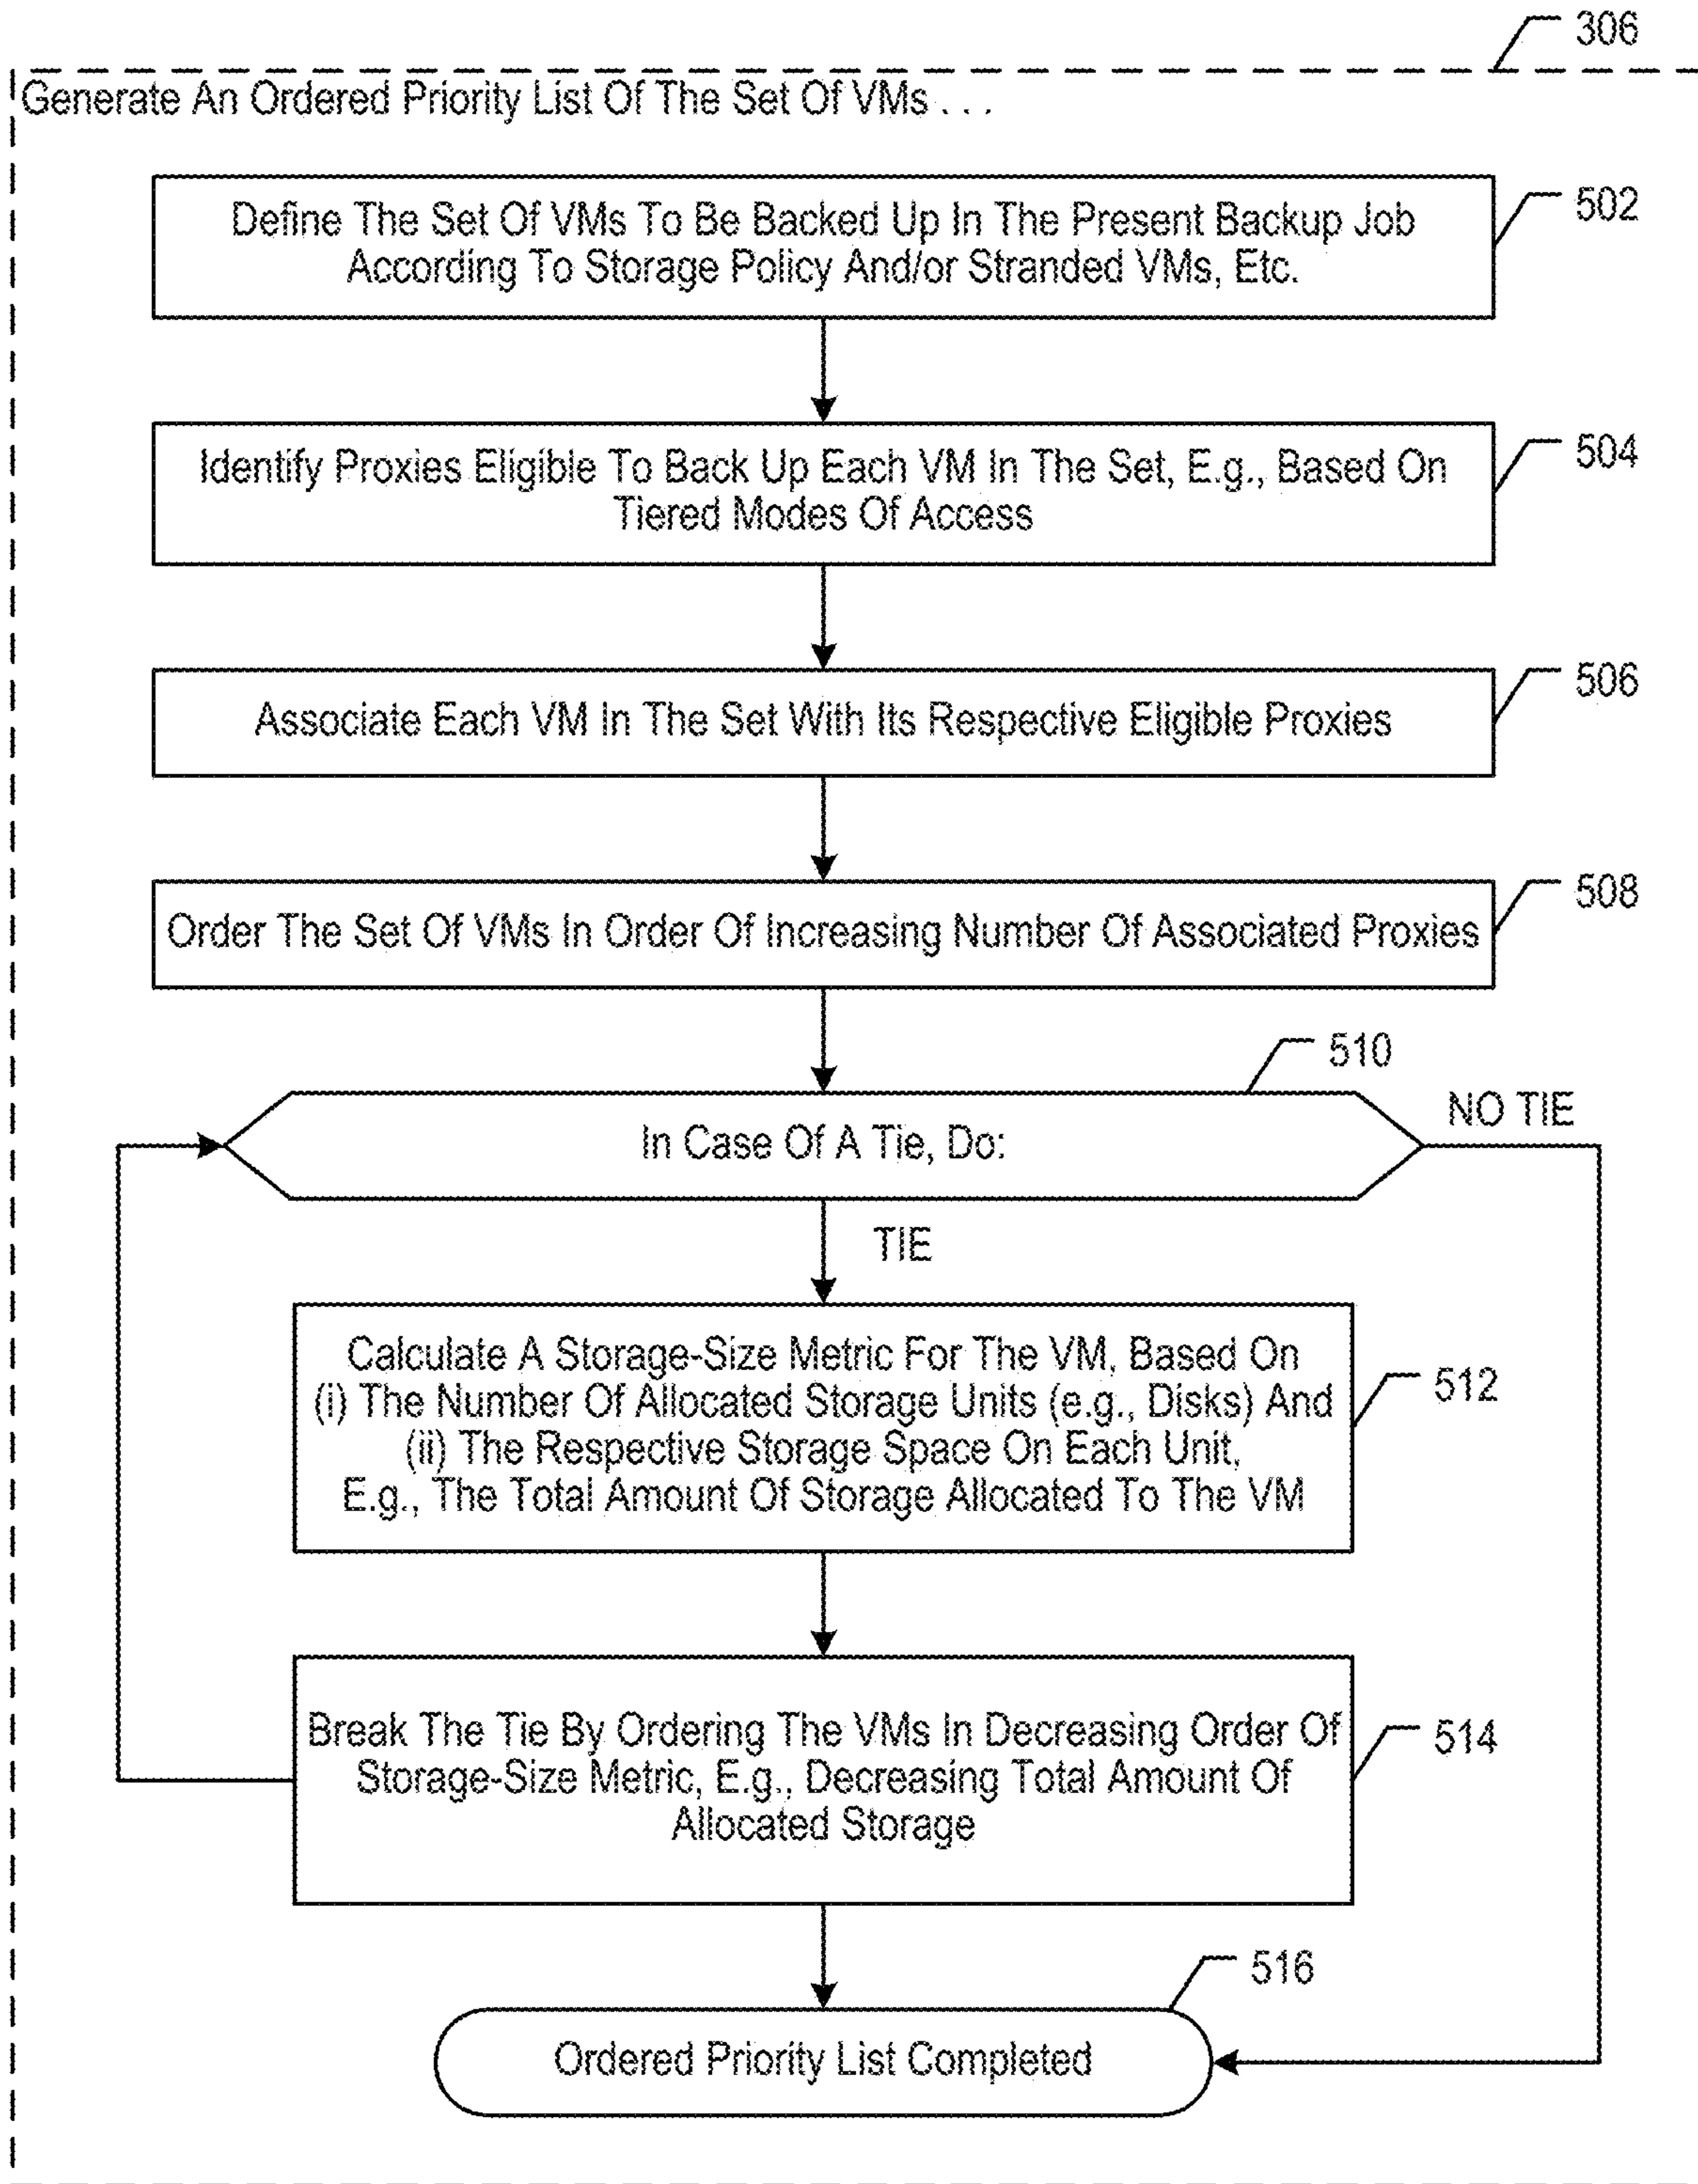 306
Generate An Ordered Priority List Of The Set Of VMs . . .
502
Define The Set Of VMs To Be Backed Up In The Present Backup Job
According To Storage Policy And/or Stranded VMs, Etc.
504
Identify Proxies Eligible To Back Up Each VM In The Set, E.g., Based On
Tiered Modes Of Access
506
Associate Each VM In The Set With Its Respective Eligible Proxies
508
Order The Set Of VMs In Order Of Increasing Number Of Associated Proxies
510
NO TIE
In Case Of A Tie, Do:
TIE
Calculate A Storage-Size Metric For The VM, Based On
(i) The Number Of Allocated Storage Units (e.g., Disks) And
(ii) The Respective Storage Space On Each Unit,
E.g., The Total Amount Of Storage Allocated To The VM
512
Break The Tie By Ordering The VMs In Decreasing Order Of
Storage-Size Metric, E.g., Decreasing Total Amount Of
Allocated Storage
514
516
Ordered Priority List Completed